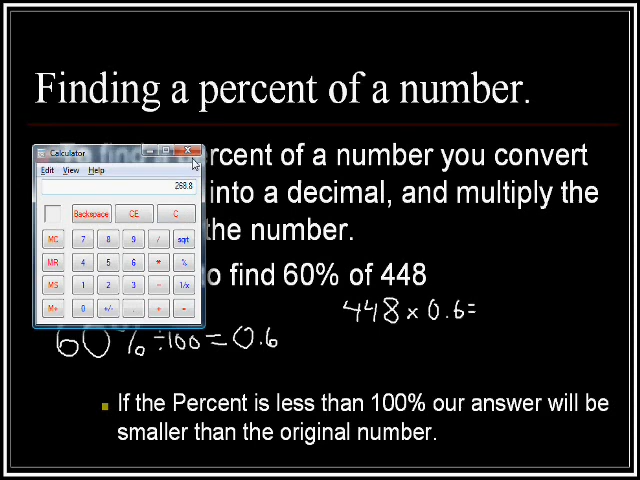 Finding a percent of a number.
Calculator
percent of a number you convert
Edit View Help
268.8
into a decimal, and multiply the
Backspace CE C
the number.
MC 7 8 9 / sqrt
MR 4 5 6 * %
to find 60% of 448
MS 1 2 3 - 1/x
M+ 0 +/- . + =
448 × 0.6=
60% ÷100 = 0.6
If the Percent is less than 100% our answer will be
smaller than the original number.